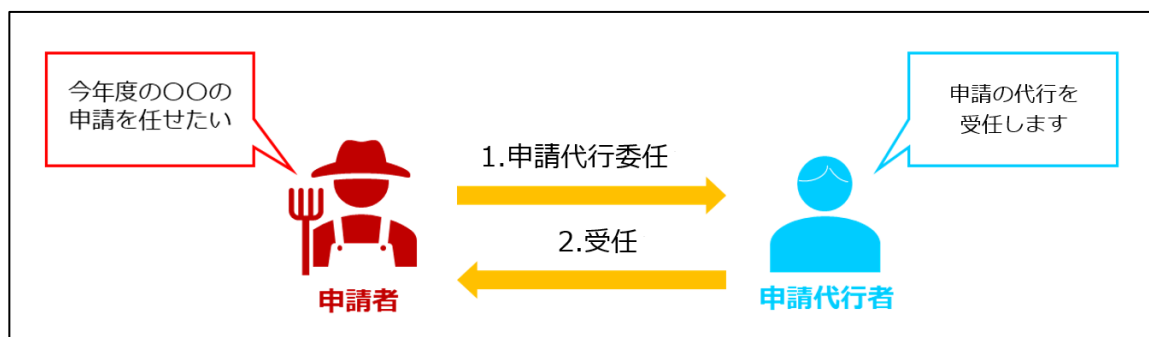 今年度の〇〇の
申請を任せたい
申請の代行を
受任します
1.申請代行委任
2.受任
申請者
申請代行者